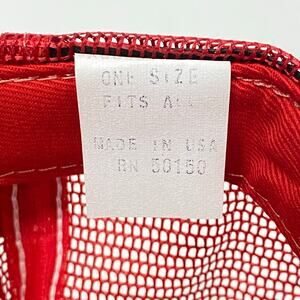 ONE SIZE
FITS ALL
MADE IN USA
RN 50150